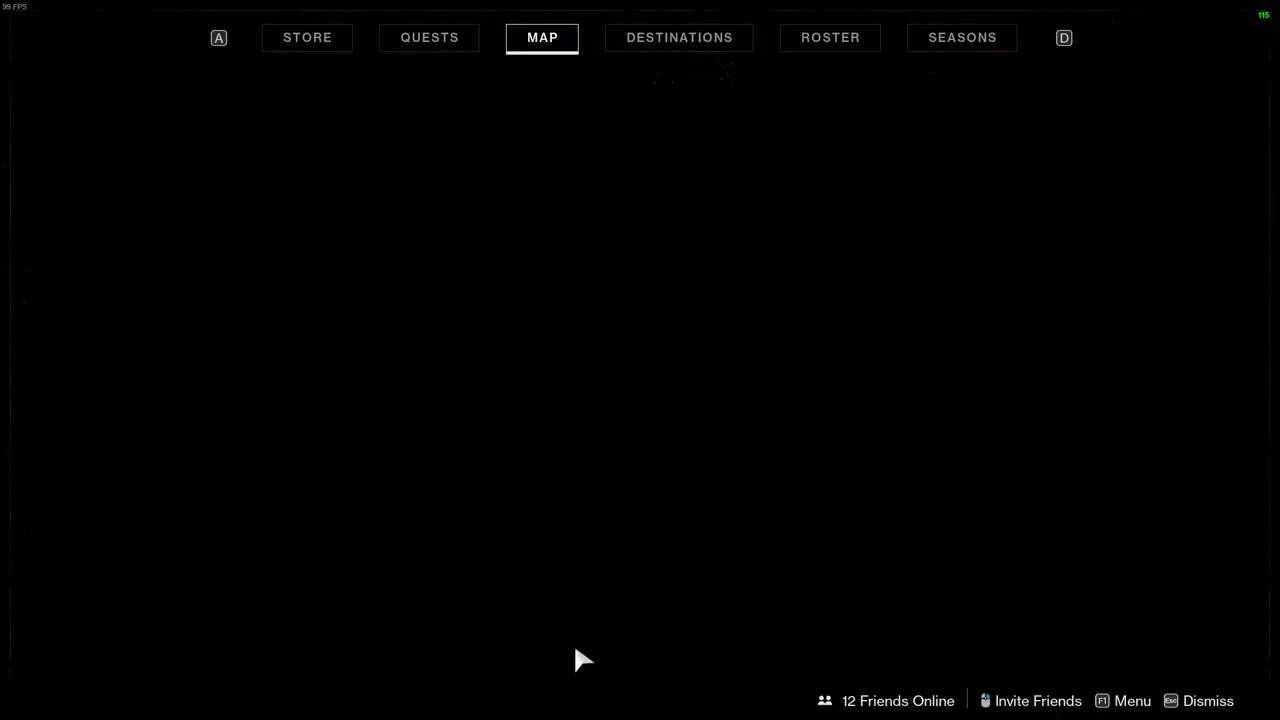 99 FPS
115
A STORE QUESTS MAP DESTINATIONS ROSTER SEASONS D
12 Friends Online Invite Friends F1 Menu Esc Dismiss